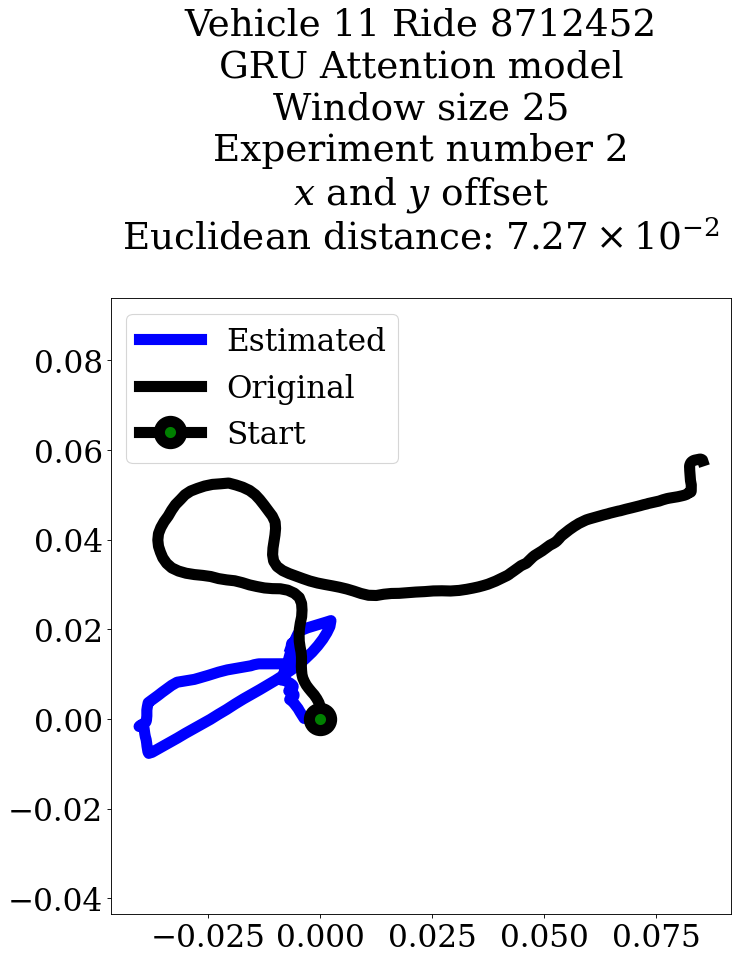 Vehicle 11 Ride 8712452
GRU Attention model
Window size 25
Experiment number 2
x and y offset
Euclidean distance: 7.27 × 10⁻²
Estimated
Original
Start
0.08
0.06
0.04
0.02
0.00
−0.02
−0.04
−0.025 0.000 0.025 0.050 0.075